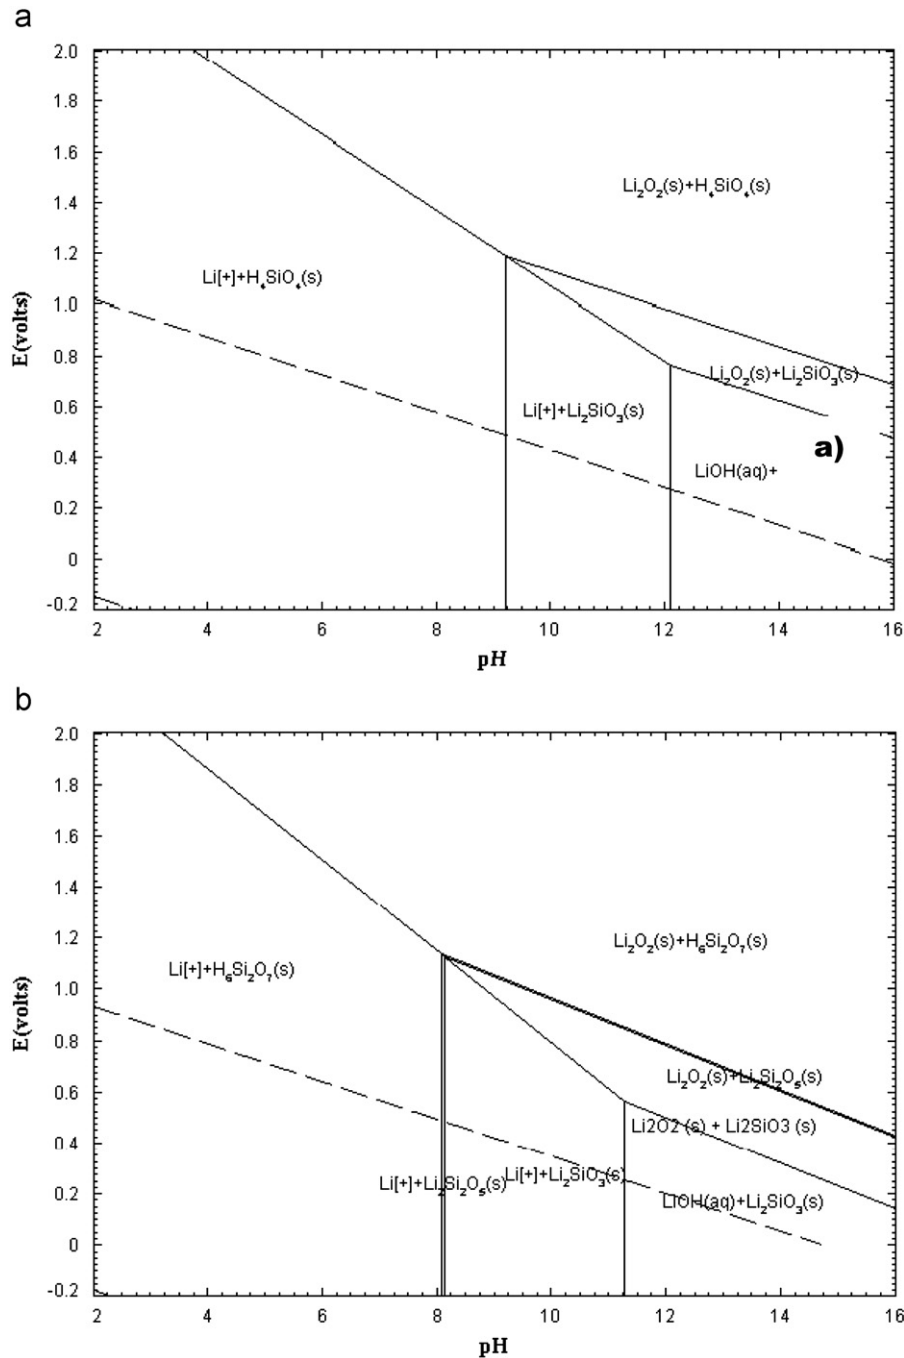 a
2.0
1.8
1.6
1.4
1.2
1.0
0.8
0.6
0.4
0.2
0
-0.2
E(volts)
Li₂O₂(s)+H₄SiO₄(s)
Li[+]+H₄SiO₄(s)
Li₂O₂(s)+Li₂SiO₃(s)
Li[+]+Li₂SiO₃(s)
a)
LiOH(aq)+
2 4 6 8 10 12 14 16
pH
b
2.0
1.8
1.6
1.4
1.2
1.0
0.8
0.6
0.4
0.2
0
-0.2
E(volts)
Li₂O₂(s)+H₆Si₂O₇(s)
Li[+]+H₆Si₂O₇(s)
Li₂O₂(s)+Li₂Si₂O₅(s)
Li2O2 (s) + Li2SiO3 (s)
Li[+]+Li₂Si₂O₅(s)
Li[+]+Li₂SiO₃(s)
LiOH(aq)+Li₂SiO₃(s)
2 4 6 8 10 12 14 16
pH